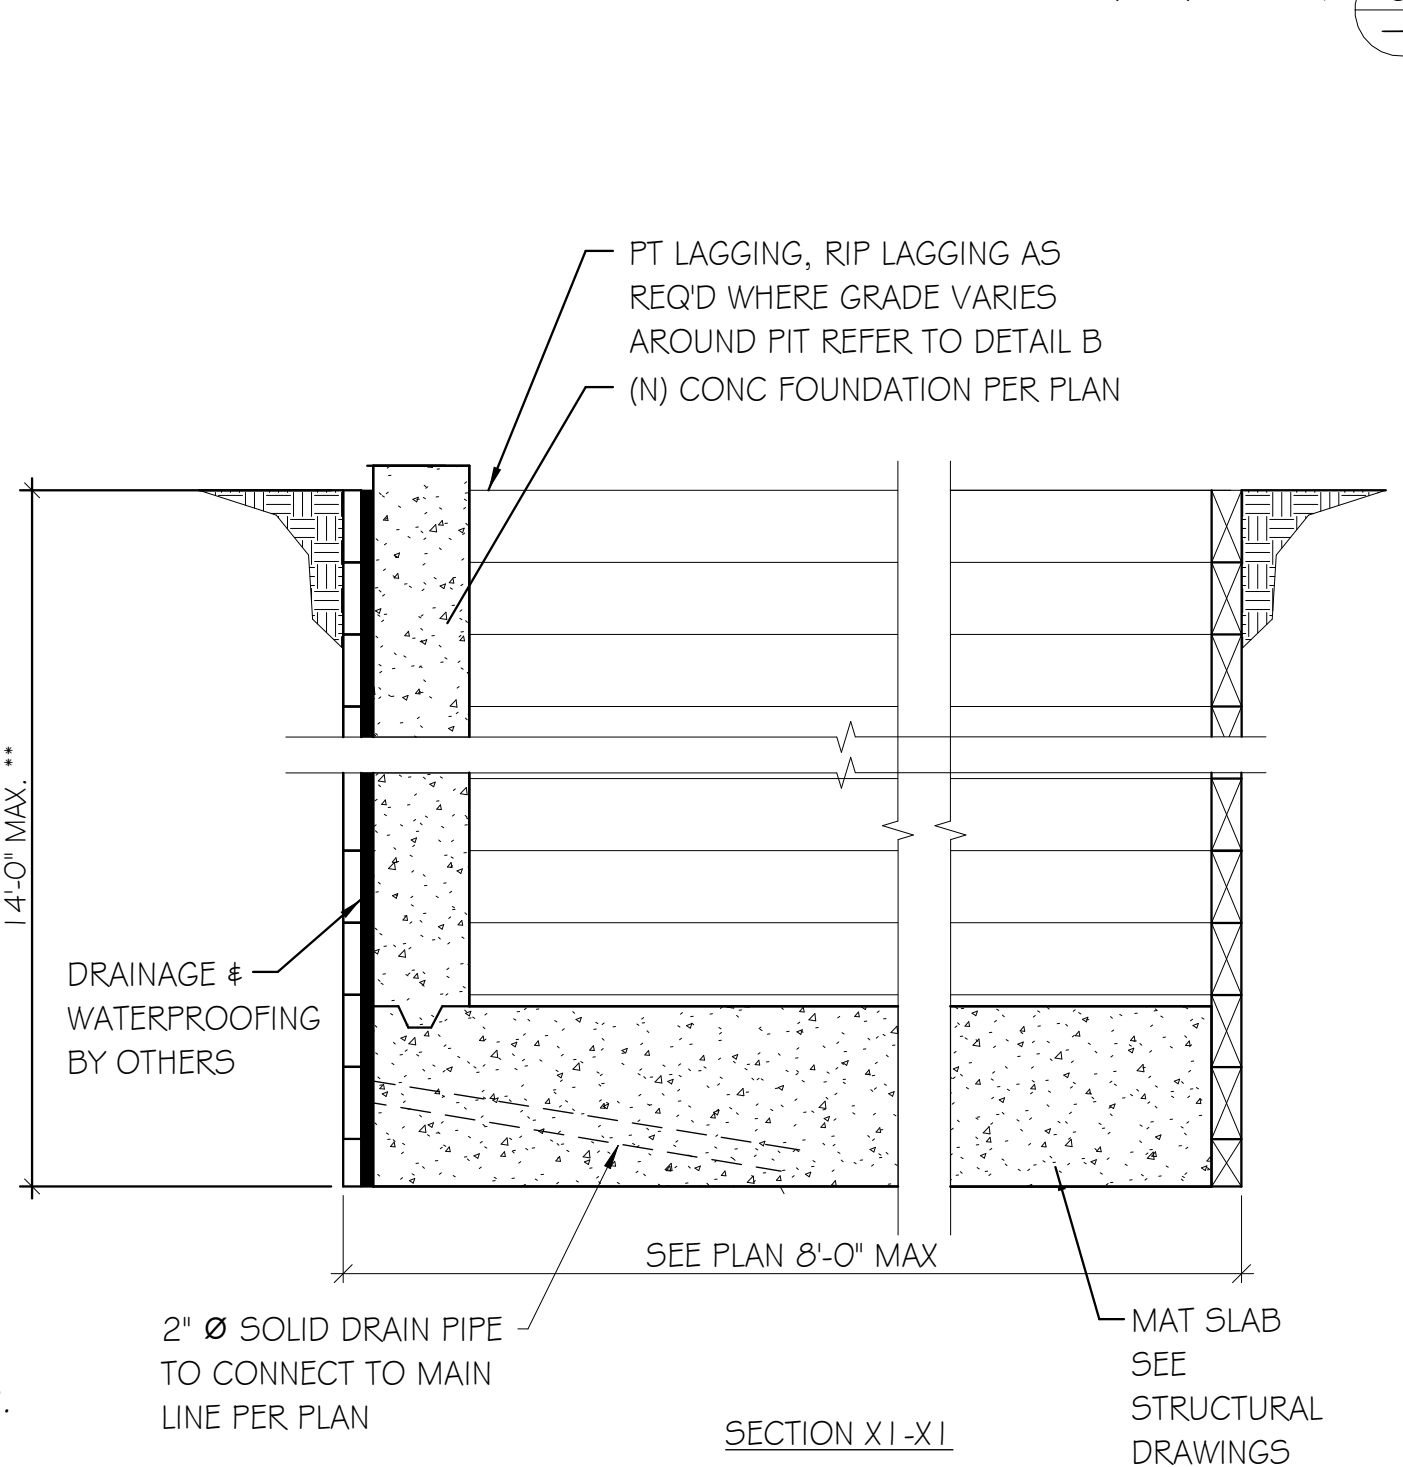 PT LAGGING, RIP LAGGING AS
REQ'D WHERE GRADE VARIES
AROUND PIT REFER TO DETAIL B
(N) CONC FOUNDATION PER PLAN
14'-0" MAX. **
DRAINAGE &
WATERPROOFING
BY OTHERS
SEE PLAN 8'-0" MAX
2" Ø SOLID DRAIN PIPE
TO CONNECT TO MAIN
LINE PER PLAN
MAT SLAB
SEE
STRUCTURAL
DRAWINGS
SECTION X1-X1